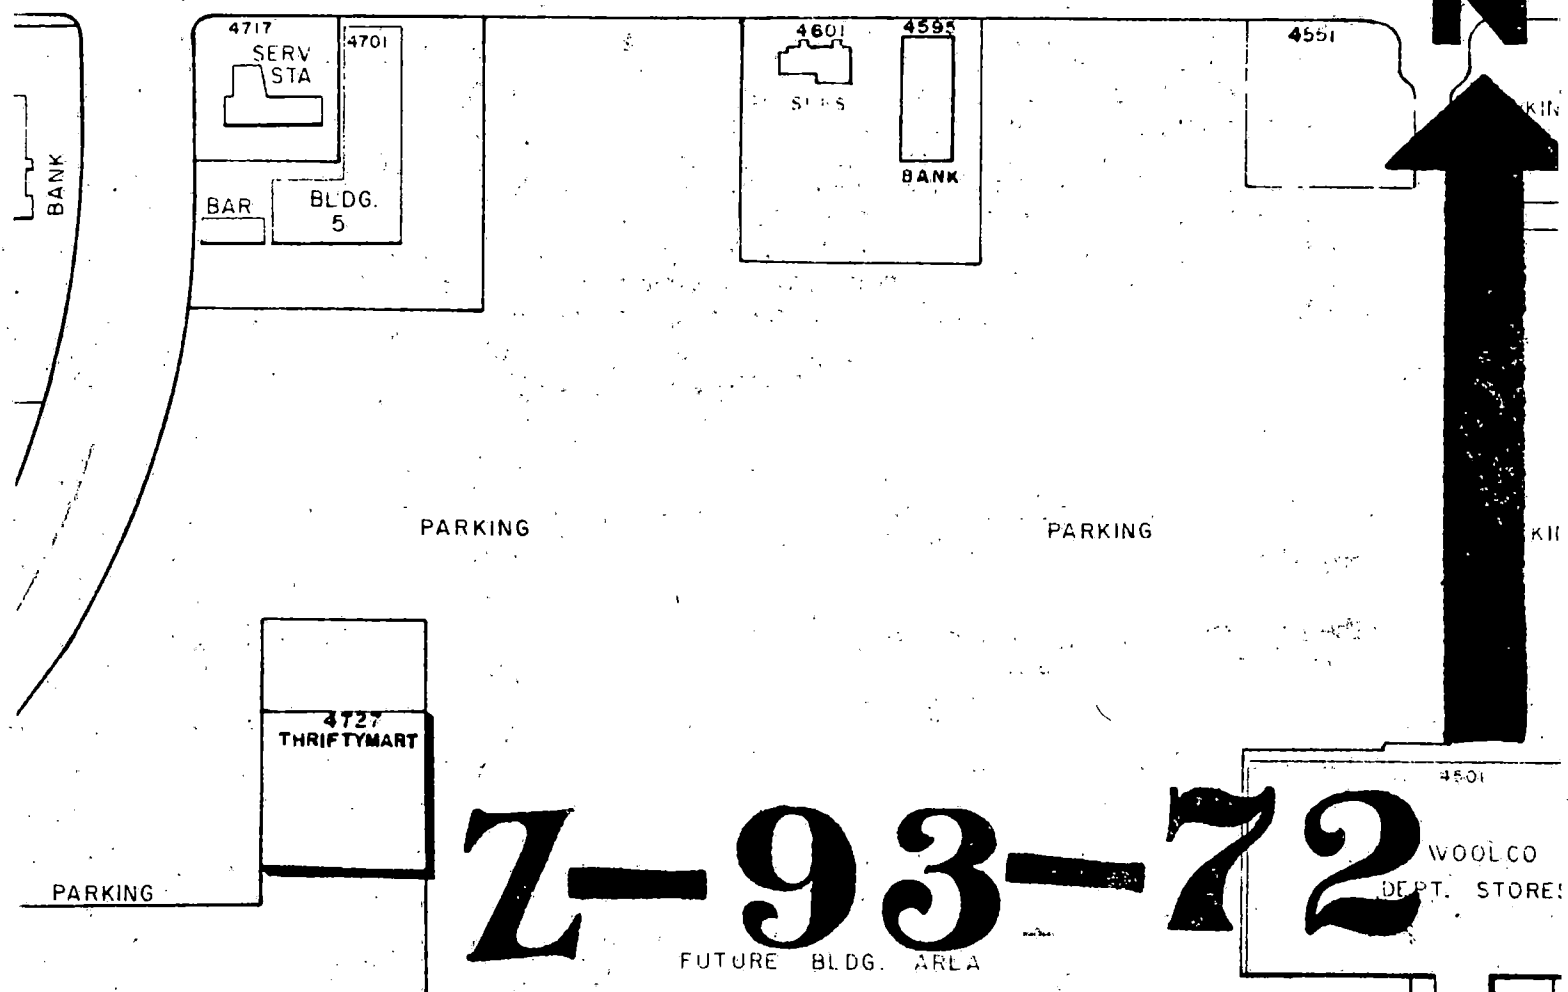 N
4717
SERV
STA
4701
4601
4595
4551
BANK
BANK
BAR
BLDG.
5
PARKING
PARKING
4727
THRIFTYMART
4501
WOOLCO
DEPT. STORES
PARKING
Z-93-72
FUTURE BLDG. AREA